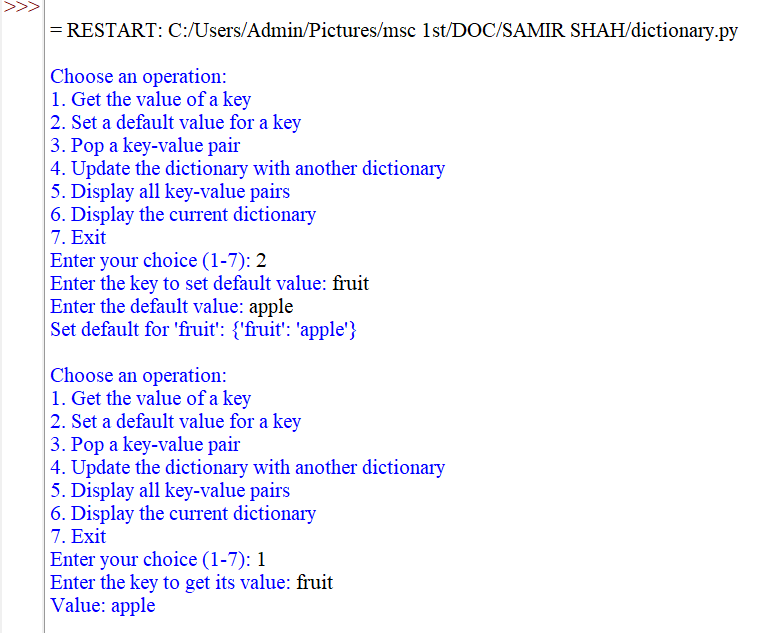 >>>
= RESTART: C:/Users/Admin/Pictures/msc 1st/DOC/SAMIR SHAH/dictionary.py
Choose an operation:
1. Get the value of a key
2. Set a default value for a key
3. Pop a key-value pair
4. Update the dictionary with another dictionary
5. Display all key-value pairs
6. Display the current dictionary
7. Exit
Enter your choice (1-7): 2
Enter the key to set default value: fruit
Enter the default value: apple
Set default for 'fruit': {'fruit': 'apple'}
Choose an operation:
1. Get the value of a key
2. Set a default value for a key
3. Pop a key-value pair
4. Update the dictionary with another dictionary
5. Display all key-value pairs
6. Display the current dictionary
7. Exit
Enter your choice (1-7): 1
Enter the key to get its value: fruit
Value: apple